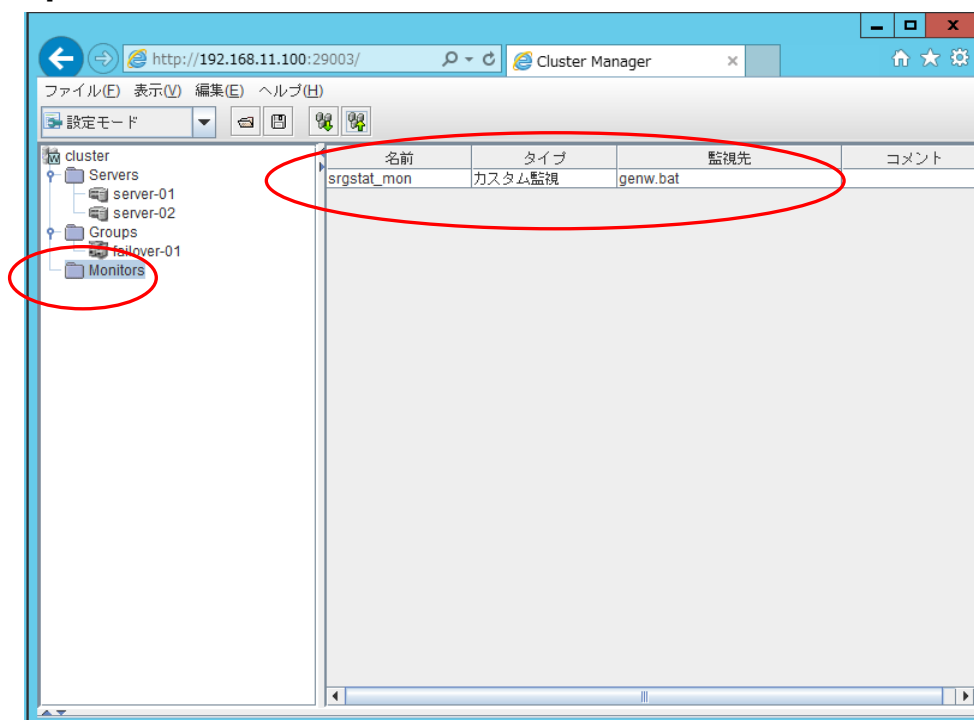 http://192.168.11.100:29003/
Cluster Manager
ファイル(F) 表示(V) 編集(E) ヘルプ(H)
設定モード
cluster
Servers
server-01
server-02
Groups
failover-01
Monitors
名前 タイプ 監視先 コメント
srgstat_mon カスタム監視 genw.bat